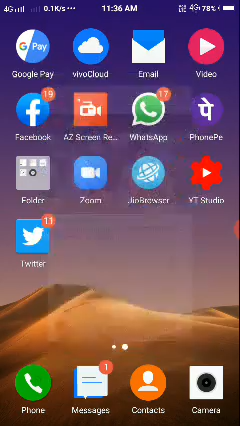 4G 0.1K/s ··· 11:36 AM 4G 78%
Google Pay vivoCloud Email Video
19 17
Facebook AZ Screen Re... WhatsApp PhonePe
Folder Zoom JioBrowser YT Studio
11
Twitter
1
Phone Messages Contacts Camera